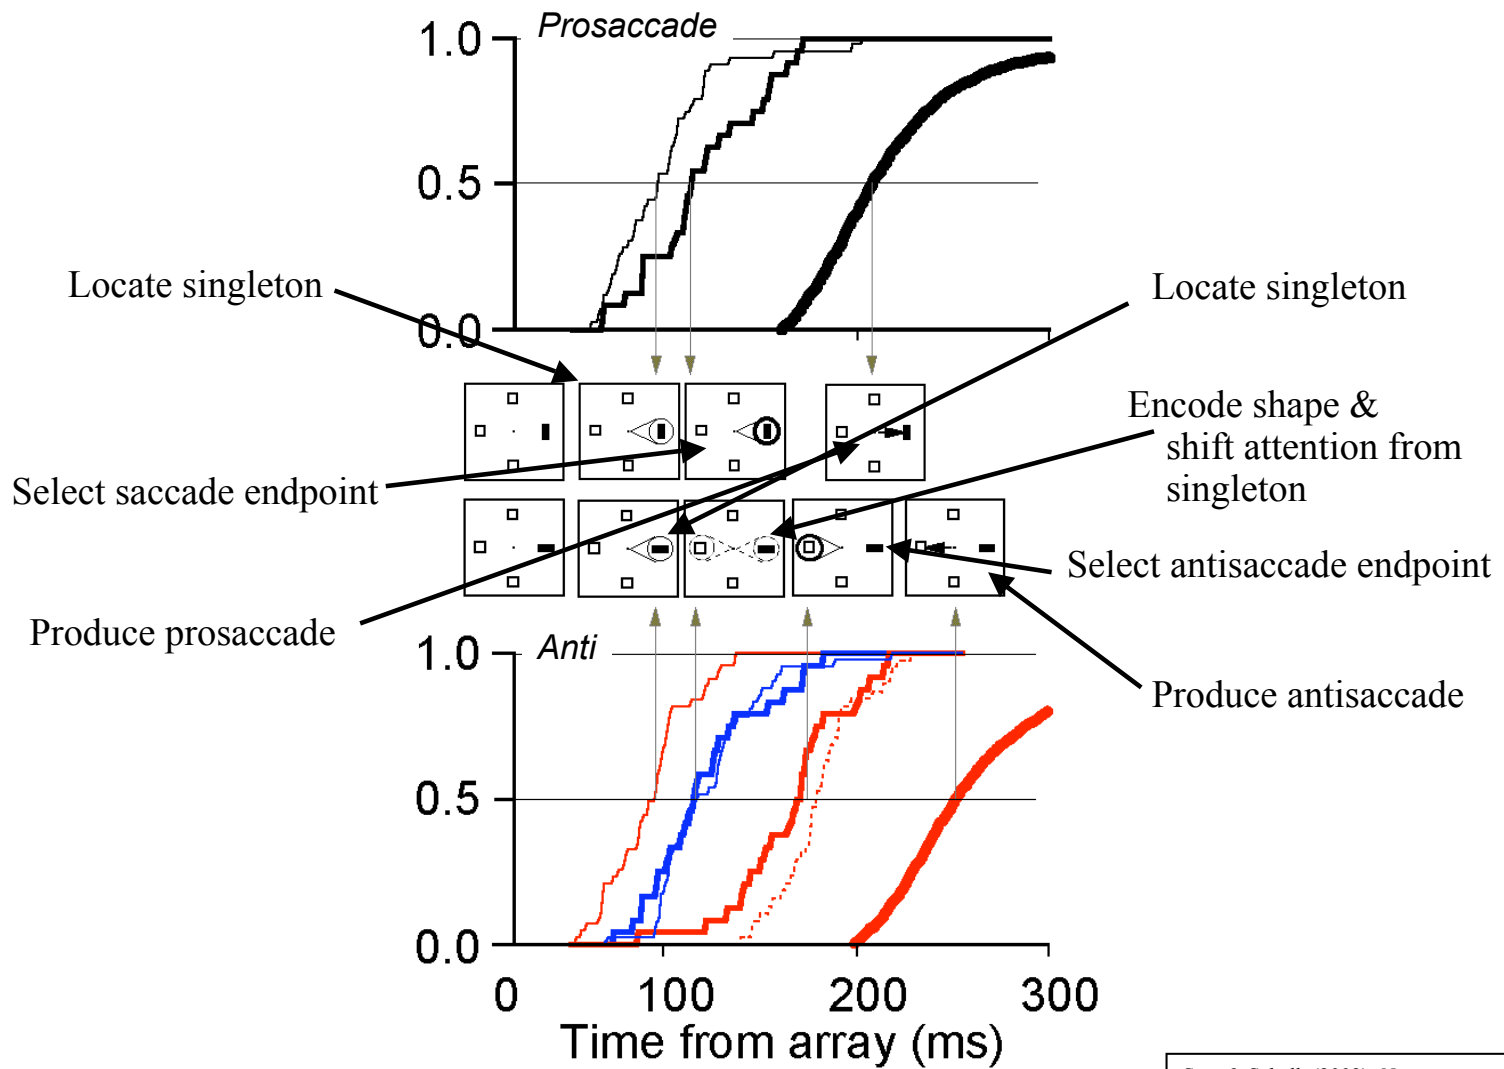 Prosaccade
1.0
0.5
0.0
Locate singleton
Locate singleton
Encode shape &
shift attention from
singleton
Select saccade endpoint
Select antisaccade endpoint
Produce prosaccade
Produce antisaccade
Anti
1.0
0.5
0.0
0 100 200 300
Time from array (ms)